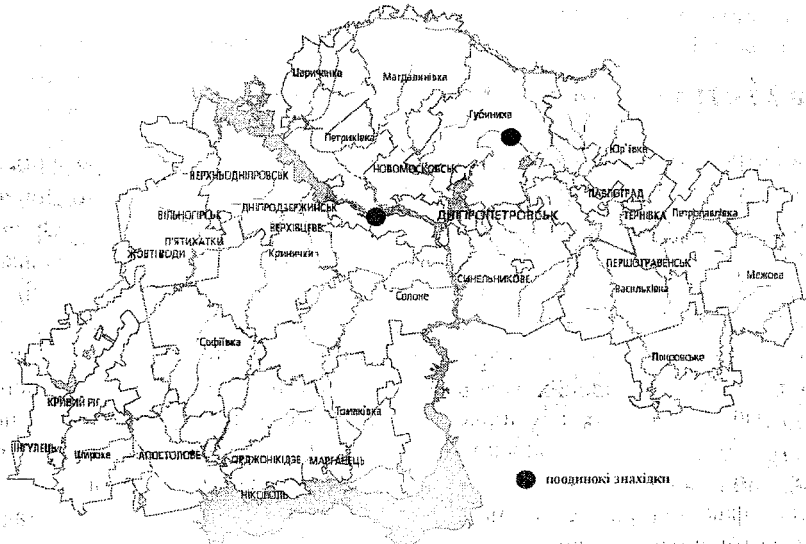 Царичанка
Магдалинівка
Губиниха
Петриківка
Юр'ївка
НОВОМОСКОВСЬК
ВЕРХНЬОДНІПРОВСЬК
ПАВЛОГРАД
ДНІПРОДЗЕРЖИНСЬК
ДНІПРОПЕТРОВСЬК
ТЕРНІВКА
Петропавлівка
ВІЛЬНОГІРСЬК
ВЕРХІВЦЕВЕ
П'ЯТИХАТКИ
ЖОВТІ ВОДИ
Кринички
ПЕРШОТРАВЕНСЬК
СИНЕЛЬНИКОВЕ
Васильківка
Межова
Солоне
Софіївка
Покровське
КРИВИЙ РІГ
Томаківка
ІНГУЛЕЦЬ
Широке
АПОСТОЛОВЕ
ОРДЖОНІКІДЗЕ
МАРГАНЕЦЬ
НІКОПОЛЬ
поодинокі знахідки